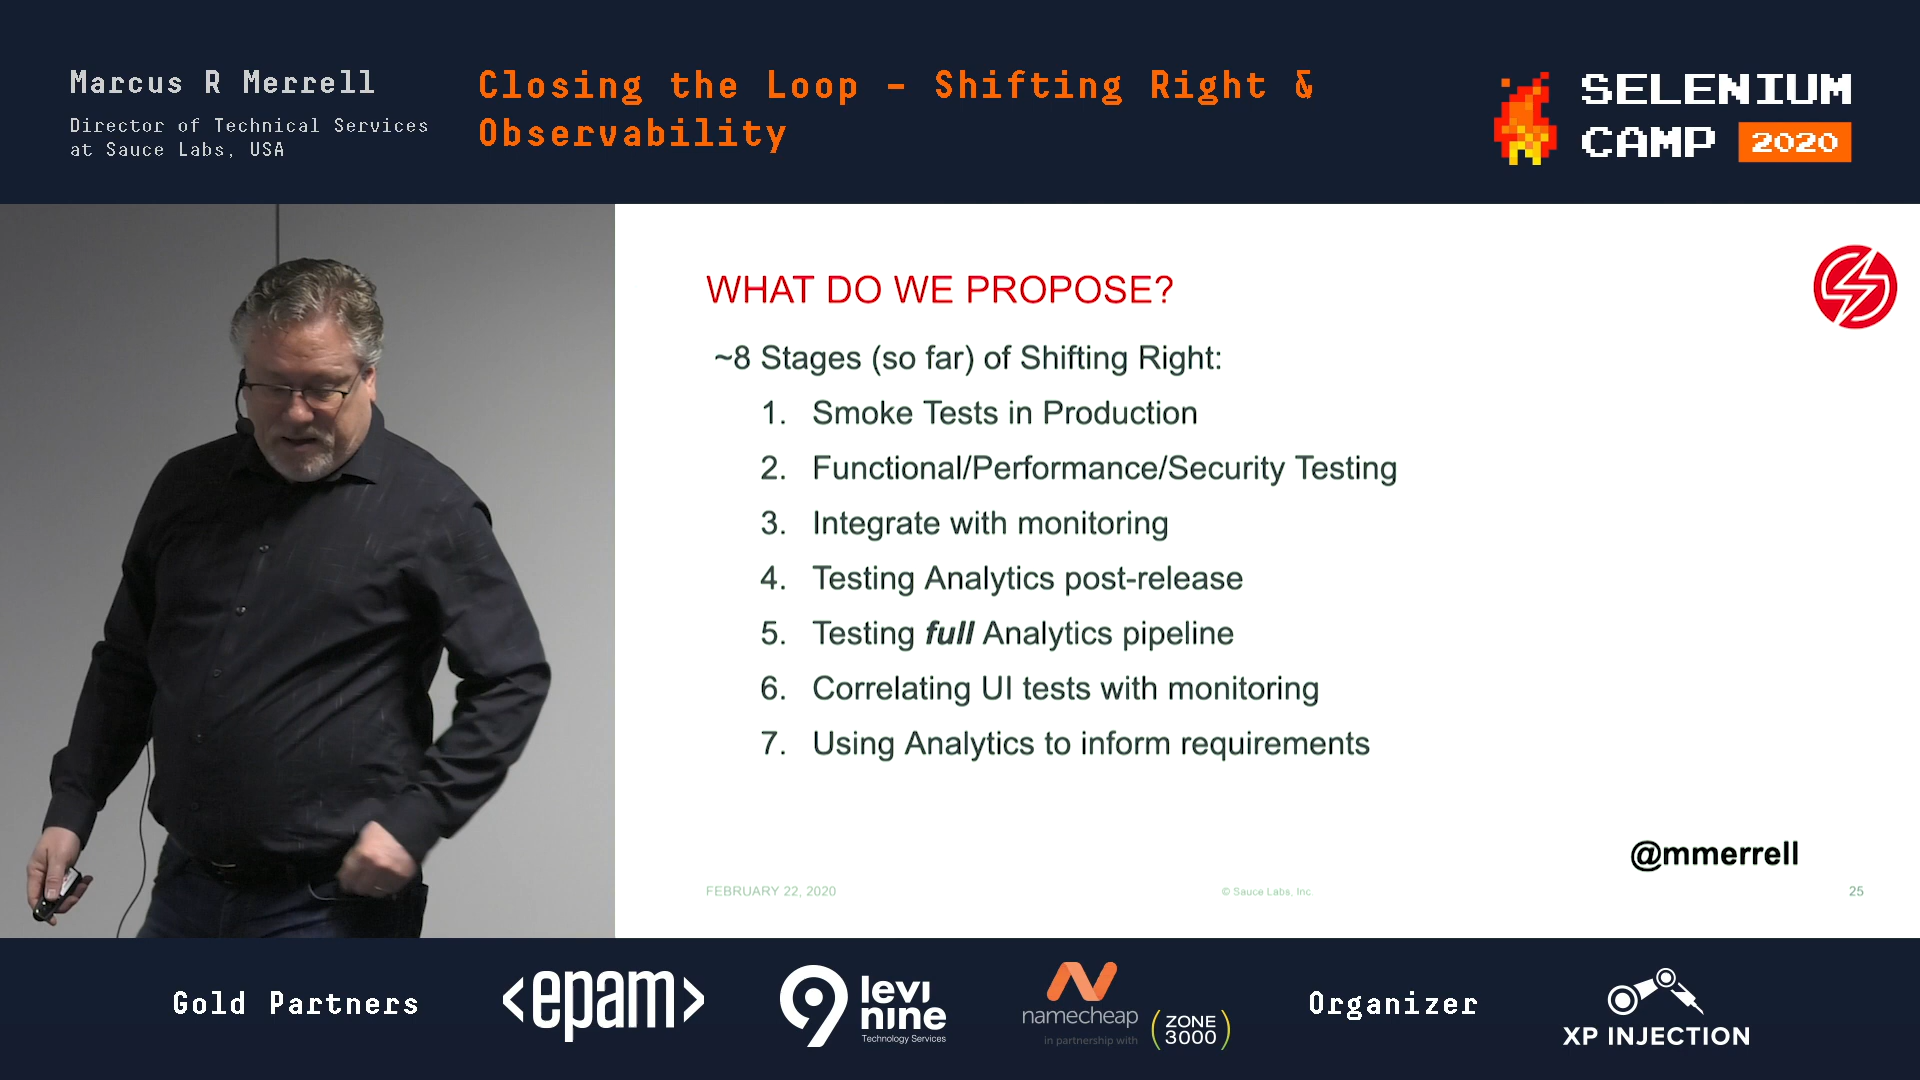 Marcus R Merrell
Director of Technical Services
at Sauce Labs, USA
Closing the Loop – Shifting Right &
Observability
SELENIUM
CAMP 2020
WHAT DO WE PROPOSE?
~8 Stages (so far) of Shifting Right:
1. Smoke Tests in Production
2. Functional/Performance/Security Testing
3. Integrate with monitoring
4. Testing Analytics post-release
5. Testing full Analytics pipeline
6. Correlating UI tests with monitoring
7. Using Analytics to inform requirements
@mmerrell
FEBRUARY 22, 2020
© Sauce Labs, Inc.
25
Gold Partners
<epam>
9 levi
nine
Technology Services
namecheap
in partnership with
(ZONE
3000)
Organizer
XP INJECTION